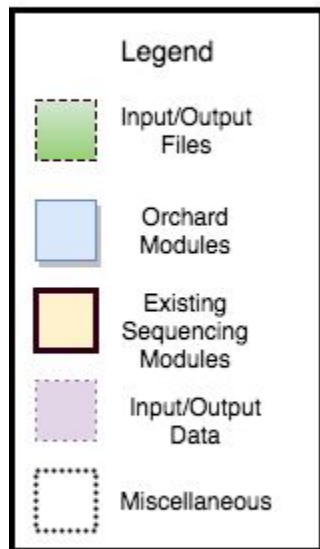 Legend
Input/Output
Files
Orchard
Modules
Existing
Sequencing
Modules
Input/Output
Data
Miscellaneous